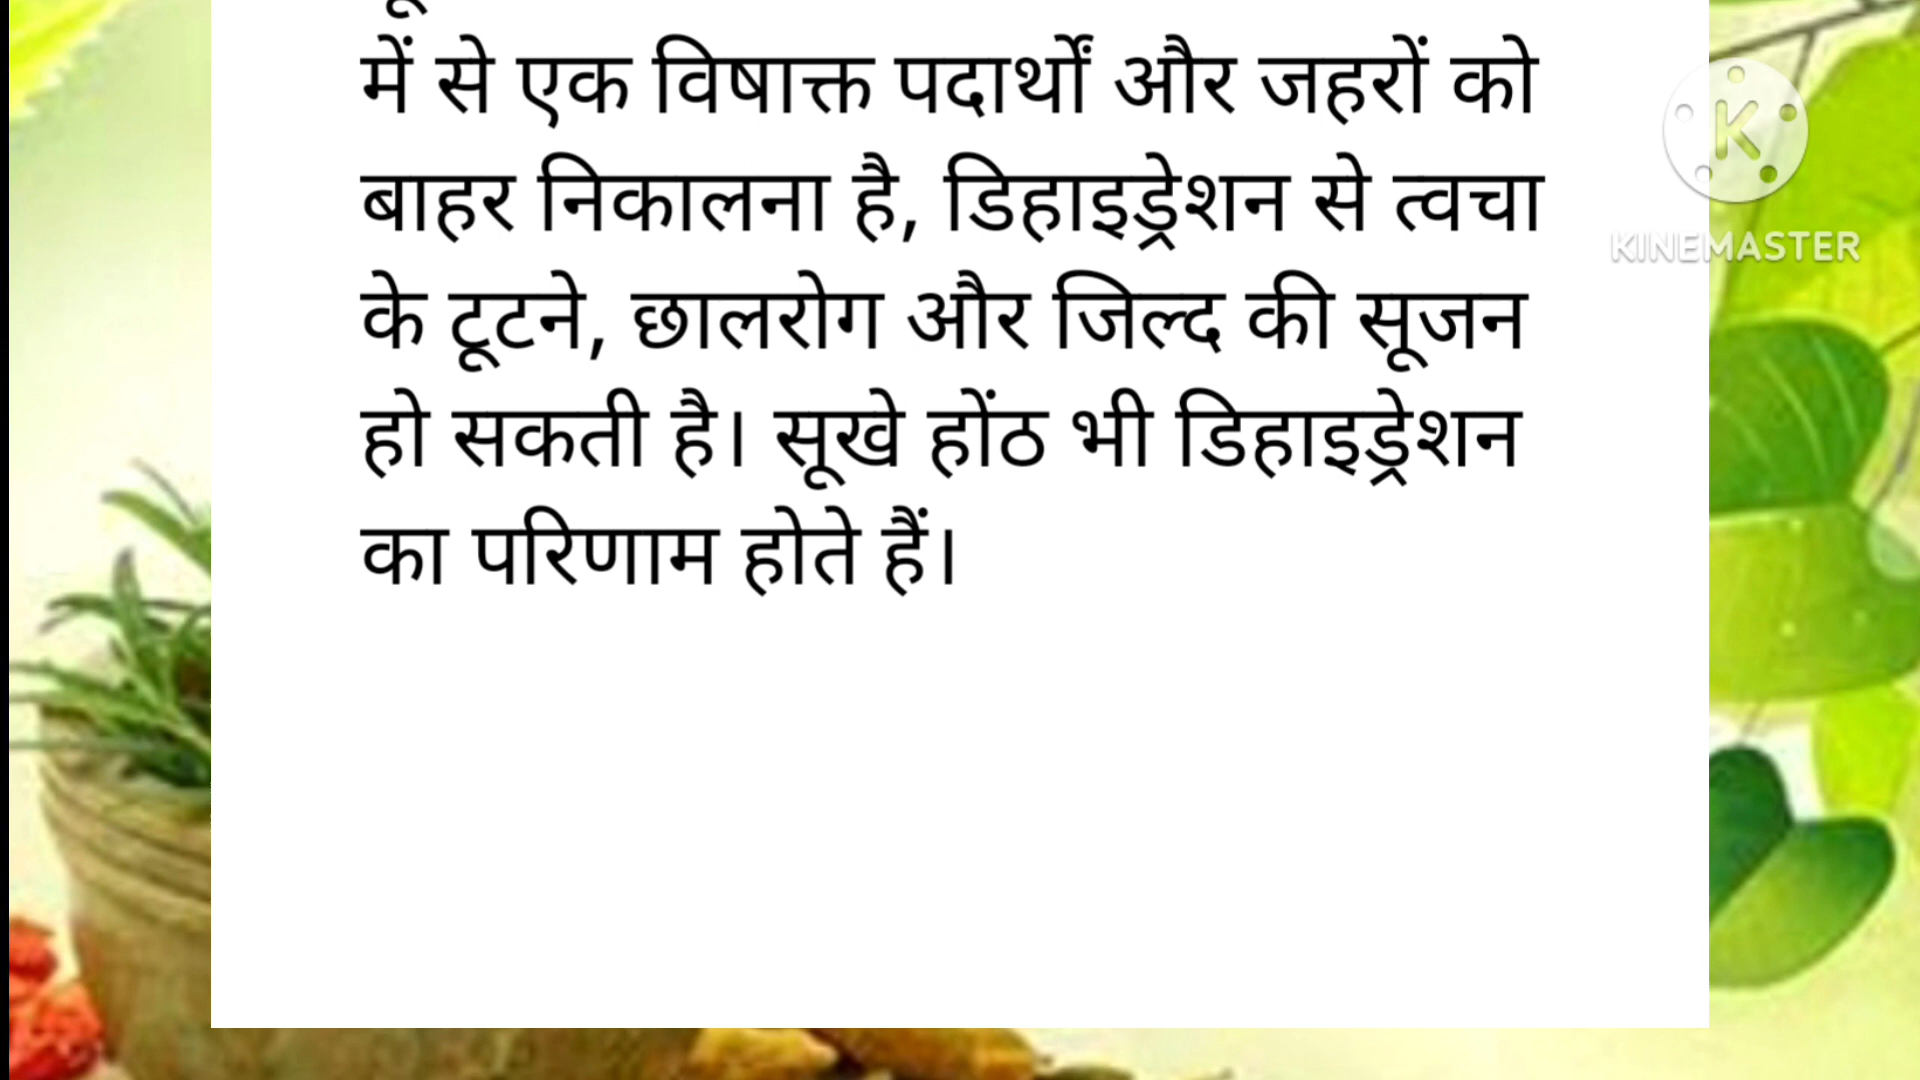 में से एक विषाक्त पदार्थों और जहरों को
बाहर निकालना है, डिहाइड्रेशन से त्वचा
के टूटने, छालरोग और जिल्द की सूजन
हो सकती है। सूखे होंठ भी डिहाइड्रेशन
का परिणाम होते हैं।
K
KINEMASTER